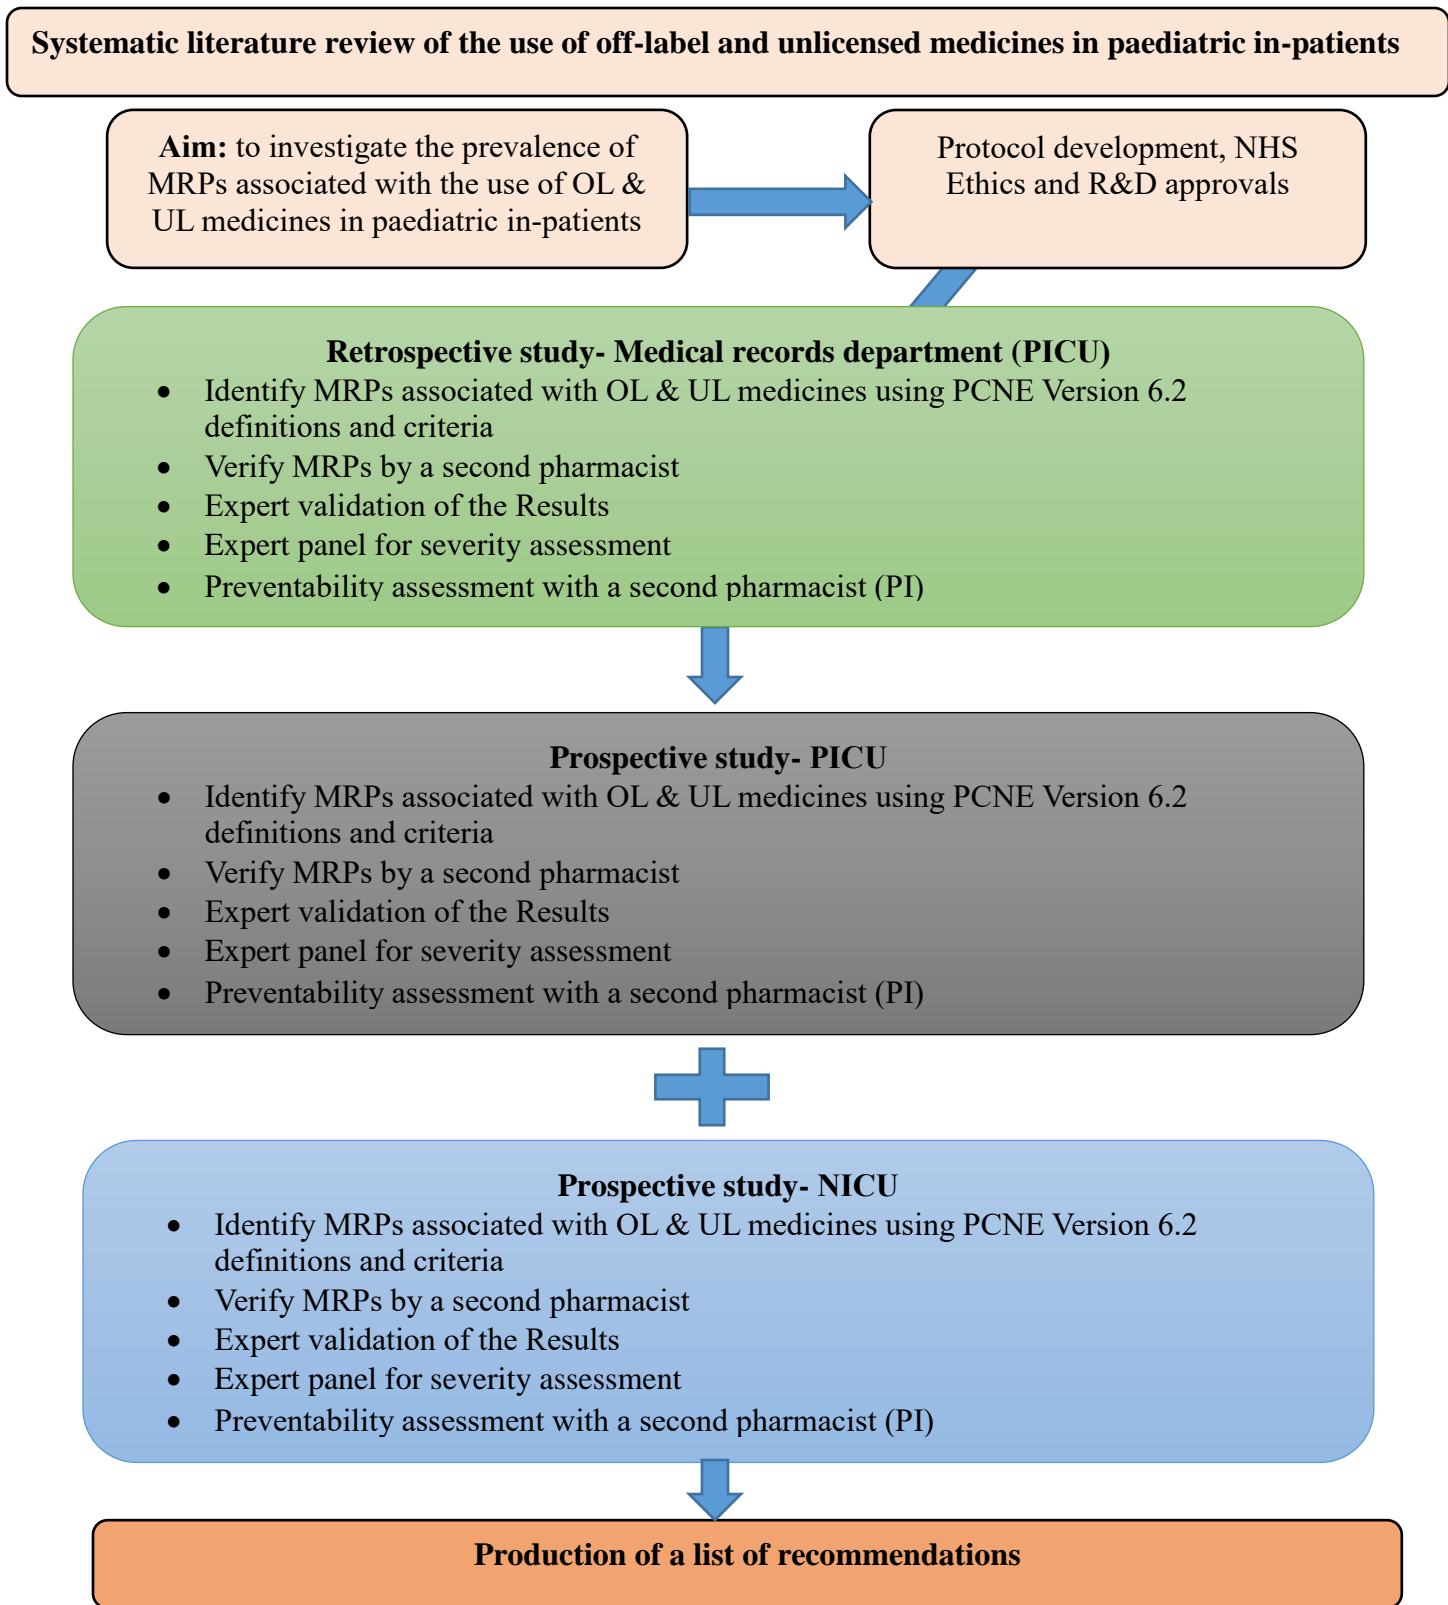 Systematic literature review of the use of off-label and unlicensed medicines in paediatric in-patients
Aim: to investigate the prevalence of
MRPs associated with the use of OL &
UL medicines in paediatric in-patients
Protocol development, NHS
Ethics and R&D approvals
Retrospective study- Medical records department (PICU)
• Identify MRPs associated with OL & UL medicines using PCNE Version 6.2
definitions and criteria
• Verify MRPs by a second pharmacist
• Expert validation of the Results
• Expert panel for severity assessment
• Preventability assessment with a second pharmacist (PI)
Prospective study- PICU
• Identify MRPs associated with OL & UL medicines using PCNE Version 6.2
definitions and criteria
• Verify MRPs by a second pharmacist
• Expert validation of the Results
• Expert panel for severity assessment
• Preventability assessment with a second pharmacist (PI)
Prospective study- NICU
• Identify MRPs associated with OL & UL medicines using PCNE Version 6.2
definitions and criteria
• Verify MRPs by a second pharmacist
• Expert validation of the Results
• Expert panel for severity assessment
• Preventability assessment with a second pharmacist (PI)
Production of a list of recommendations